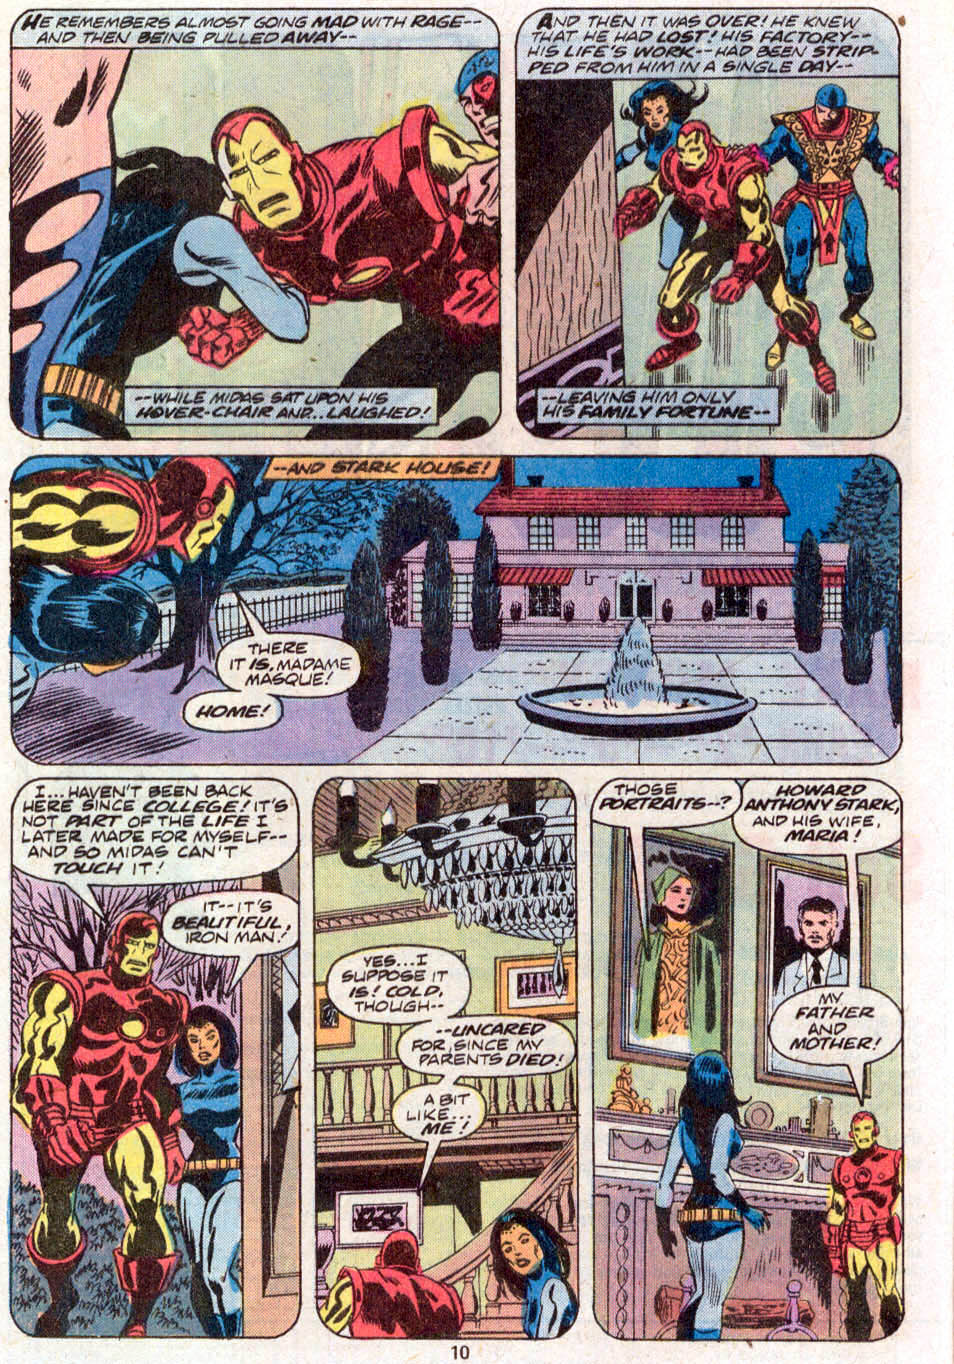 HE REMEMBERS ALMOST GOING MAD WITH RAGE--
AND THEN BEING PULLED AWAY--
--WHILE MIDAS SAT UPON HIS
HOVER-CHAIR AND...LAUGHED!
AND THEN IT WAS OVER! HE KNEW
THAT HE HAD LOST! HIS FACTORY--
HIS LIFE'S WORK--HAD BEEN STRIP-
PED FROM HIM IN A SINGLE DAY--
--LEAVING HIM ONLY
HIS FAMILY FORTUNE--
--AND STARK HOUSE!
THERE
IT IS, MADAME
MASQUE!
HOME!
I...HAVEN'T BEEN BACK
HERE SINCE COLLEGE! IT'S
NOT PART OF THE LIFE I
LATER MADE FOR MYSELF--
AND SO MIDAS CAN'T
TOUCH IT!
IT--IT'S
BEAUTIFUL,
IRON MAN!
YES...I
SUPPOSE IT
IS! COLD,
THOUGH--
--UNCARED
FOR, SINCE MY
PARENTS DIED!
A BIT
LIKE...
ME!
THOSE
PORTRAITS--?
HOWARD
ANTHONY STARK,
AND HIS WIFE,
MARIA!
MY
FATHER
AND
MOTHER!
10